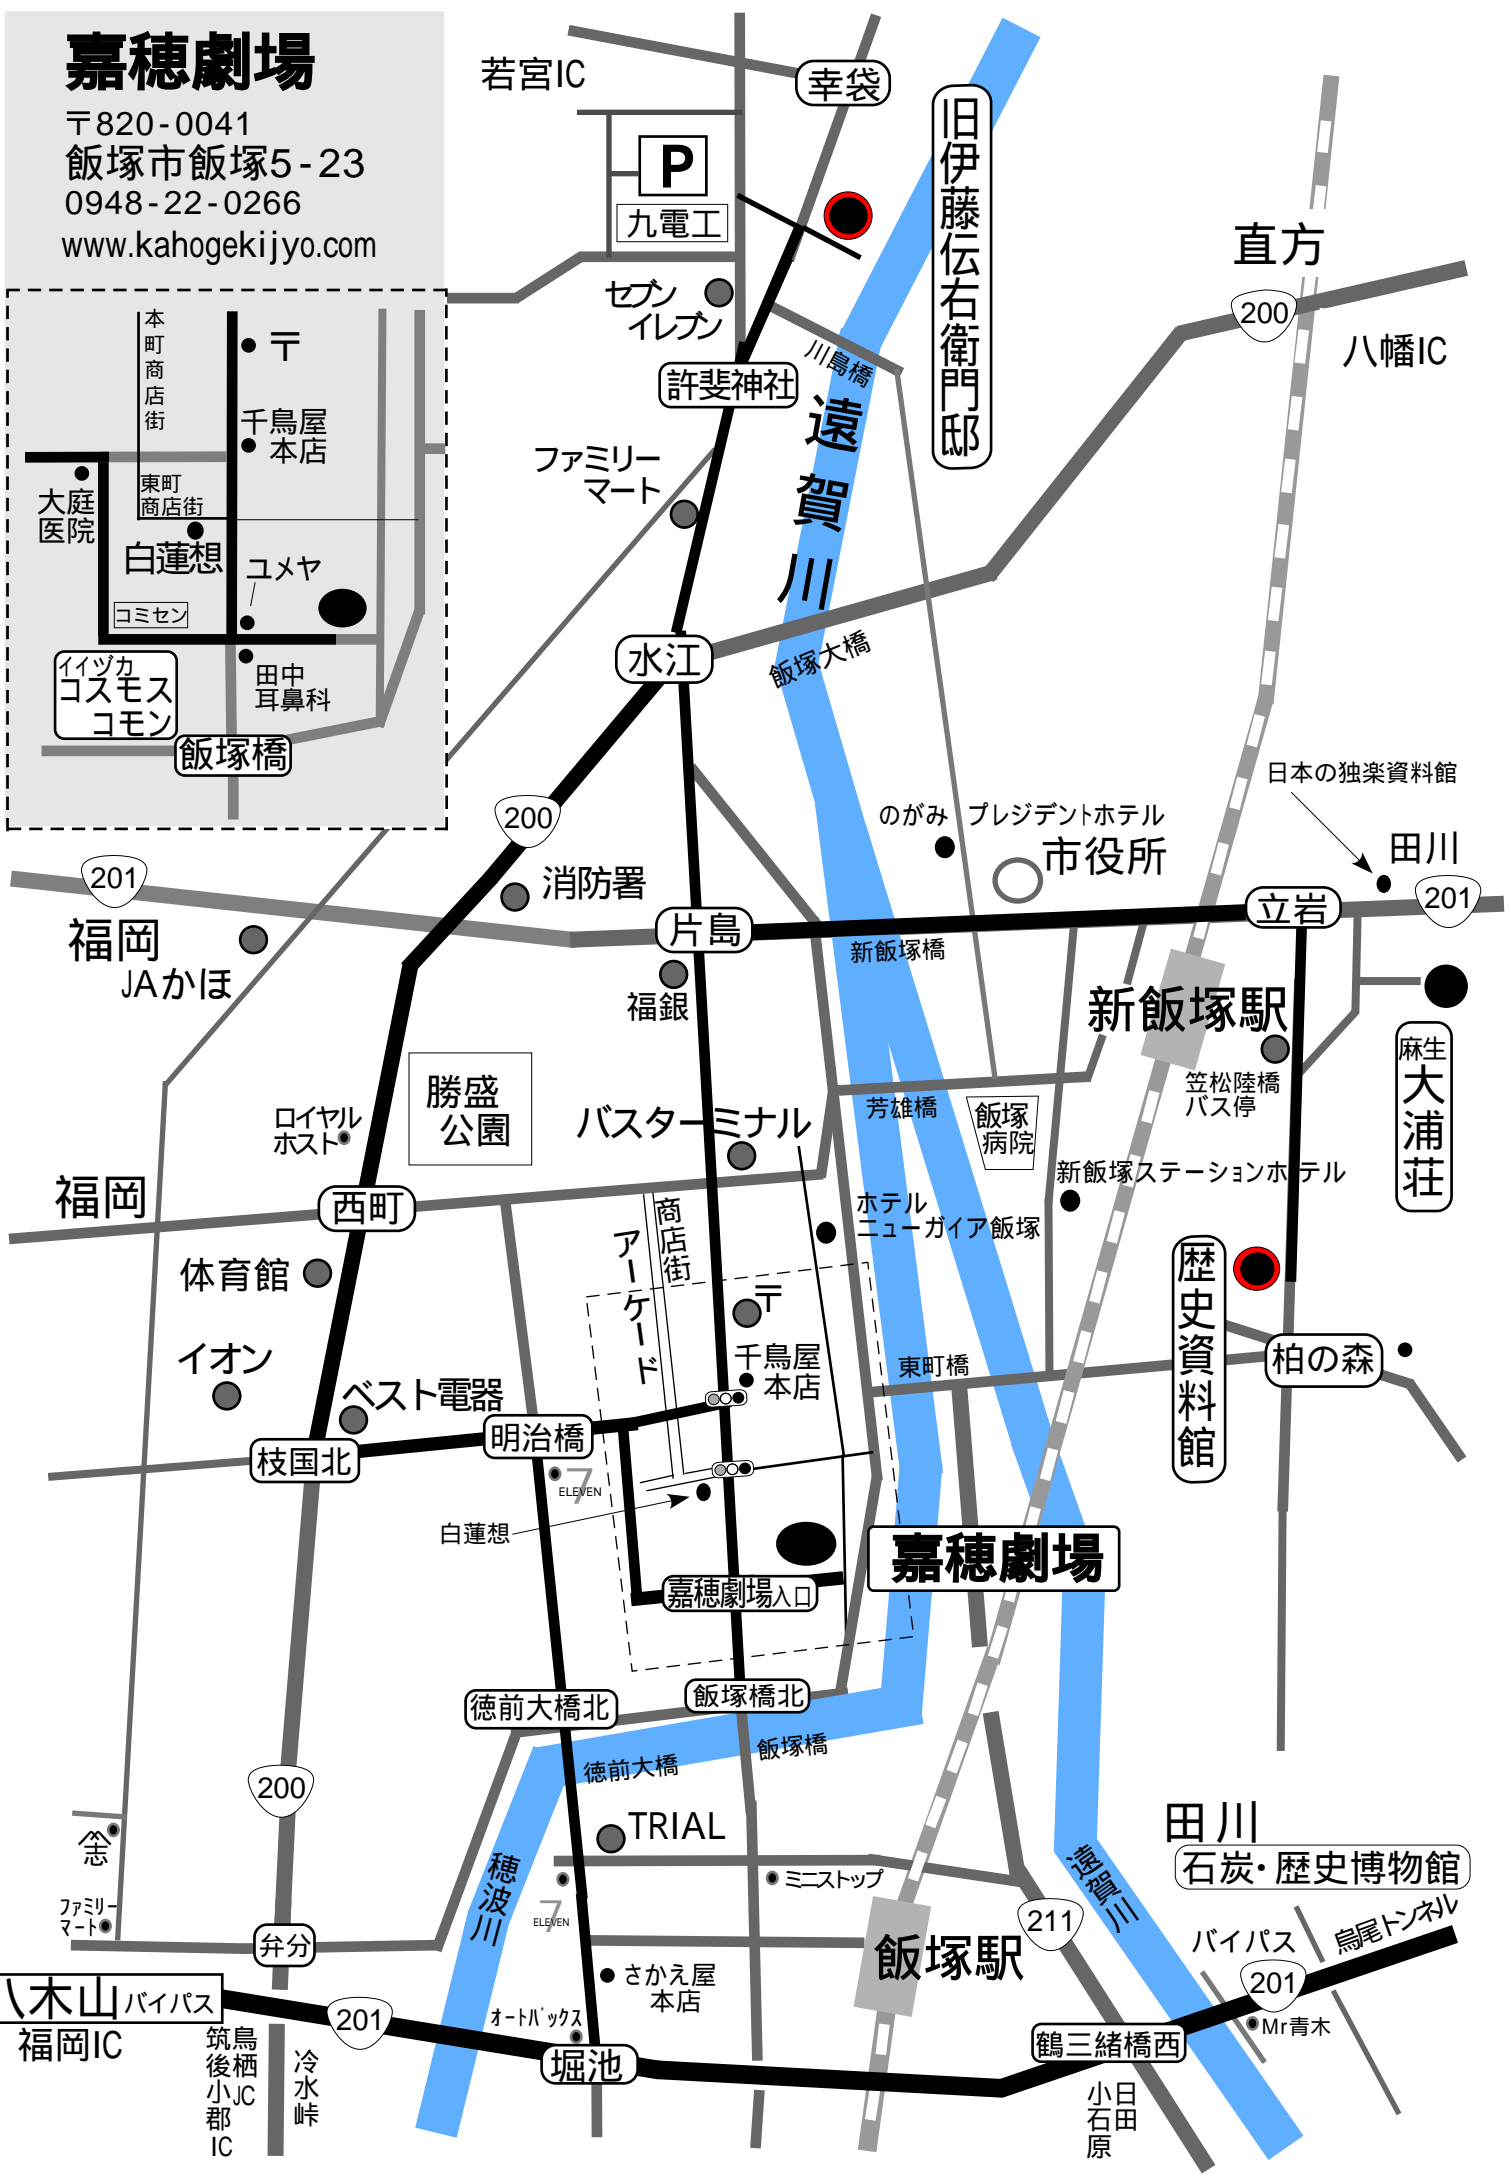 嘉穂劇場
〒820-0041
飯塚市飯塚5-23
0948-22-0266
www.kahogekijyo.com
本町商店街
〒
千鳥屋
本店
東町
商店街
大庭
医院
白蓮想
ユメヤ
コミセン
田中
耳鼻科
イイヅカ
コスモス
コモン
飯塚橋
若宮IC
幸袋
P
九電工
旧伊藤伝右衛門邸
セブン
イレブン
川島橋
許斐神社
直方
200
八幡IC
遠賀川
ファミリー
マート
水江
飯塚大橋
200
201
消防署
福岡
JAかほ
片島
福銀
新飯塚橋
のがみ プレジデントホテル
市役所
日本の独楽資料館
田川
立岩
201
新飯塚駅
笠松陸橋
バス停
麻生
大浦荘
勝盛
公園
ロイヤル
ホスト
バスターミナル
芳雄橋
飯塚
病院
新飯塚ステーションホテル
福岡
西町
商店街
アーケード
ホテル
ニューガイア飯塚
体育館
〒
千鳥屋
本店
歴史資料館
東町橋
柏の森
イオン
ベスト電器
枝国北
明治橋
7
ELEVEN
白蓮想
嘉穂劇場
嘉穂劇場入口
徳前大橋北
飯塚橋北
飯塚橋
徳前大橋
200
TRIAL
田川
石炭・歴史博物館
穂波川
ミニストップ
遠賀川
志
ファミリー
マート
7
ELEVEN
弁分
飯塚駅
211
バイパス
烏尾トンネル
201
八木山バイパス
福岡IC
201
さかえ屋
本店
オートバックス
堀池
鶴三緒橋西
Mr青木
鳥栖JC
筑後小郡IC
冷水峠
日田
小石原